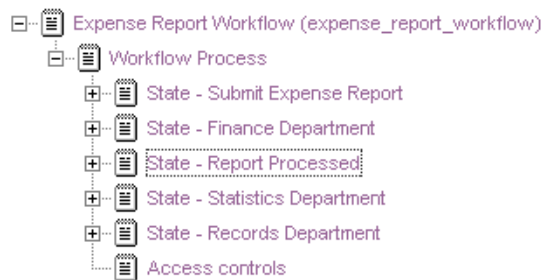 Expense Report Workflow (expense_report_workflow)
Workflow Process
State - Submit Expense Report
State - Finance Department
State - Report Processed
State - Statistics Department
State - Records Department
Access controls